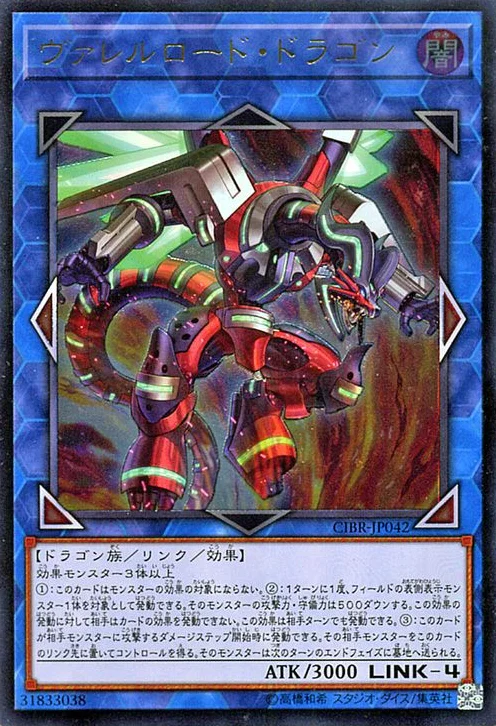 ヴァレルロード・ドラゴン
闇
CIBR-JP042
【ドラゴン族／リンク／効果】
効果モンスター3体以上
①：このカードはモンスターの効果の対象にならない。②：1ターンに1度、フィールドの表側表示モン
スター1体を対象として発動できる。そのモンスターの攻撃力・守備力は500ダウンする。この効果の
発動に対して相手はカードの効果を発動できない。この効果は相手ターンでも発動できる。③：このカード
が相手モンスターに攻撃するダメージステップ開始時に発動できる。その相手モンスターをこのカード
のリンク先に置いてコントロールを得る。そのモンスターは次のターンのエンドフェイズに墓地へ送られる。
ATK/3000 LINK-4
31833038
©高橋和希 スタジオ・ダイス/集英社